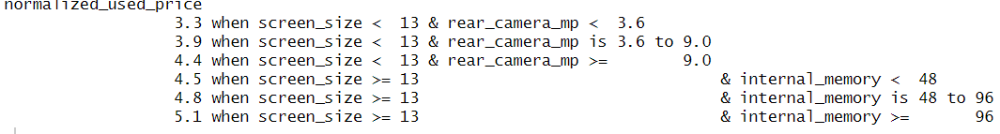 normalized_used_price
3.3 when screen_size < 13 & rear_camera_mp < 3.6
3.9 when screen_size < 13 & rear_camera_mp is 3.6 to 9.0
4.4 when screen_size < 13 & rear_camera_mp >= 9.0
4.5 when screen_size >= 13 & internal_memory < 48
4.8 when screen_size >= 13 & internal_memory is 48 to 96
5.1 when screen_size >= 13 & internal_memory >= 96